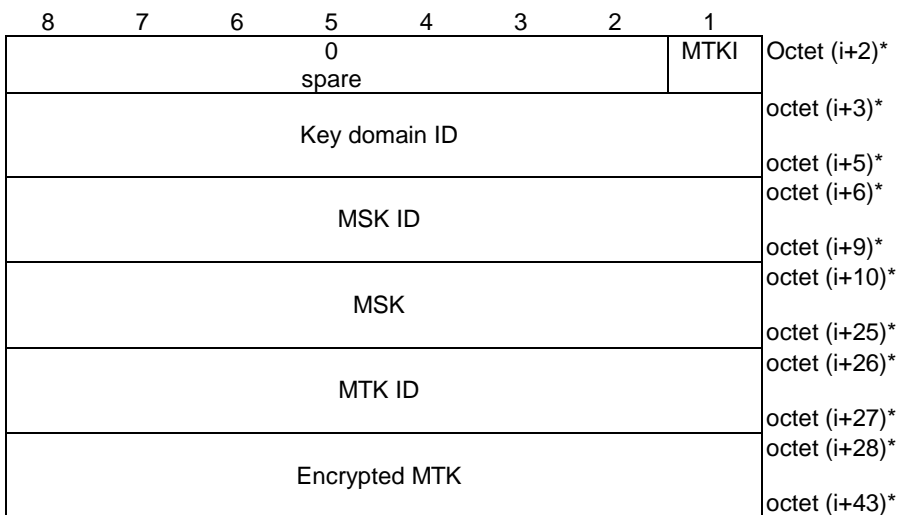 8 7 6 5 4 3 2 1
0 MTKI Octet (i+2)*
spare
octet (i+3)*
Key domain ID
octet (i+5)*
octet (i+6)*
MSK ID
octet (i+9)*
octet (i+10)*
MSK
octet (i+25)*
octet (i+26)*
MTK ID
octet (i+27)*
octet (i+28)*
Encrypted MTK
octet (i+43)*